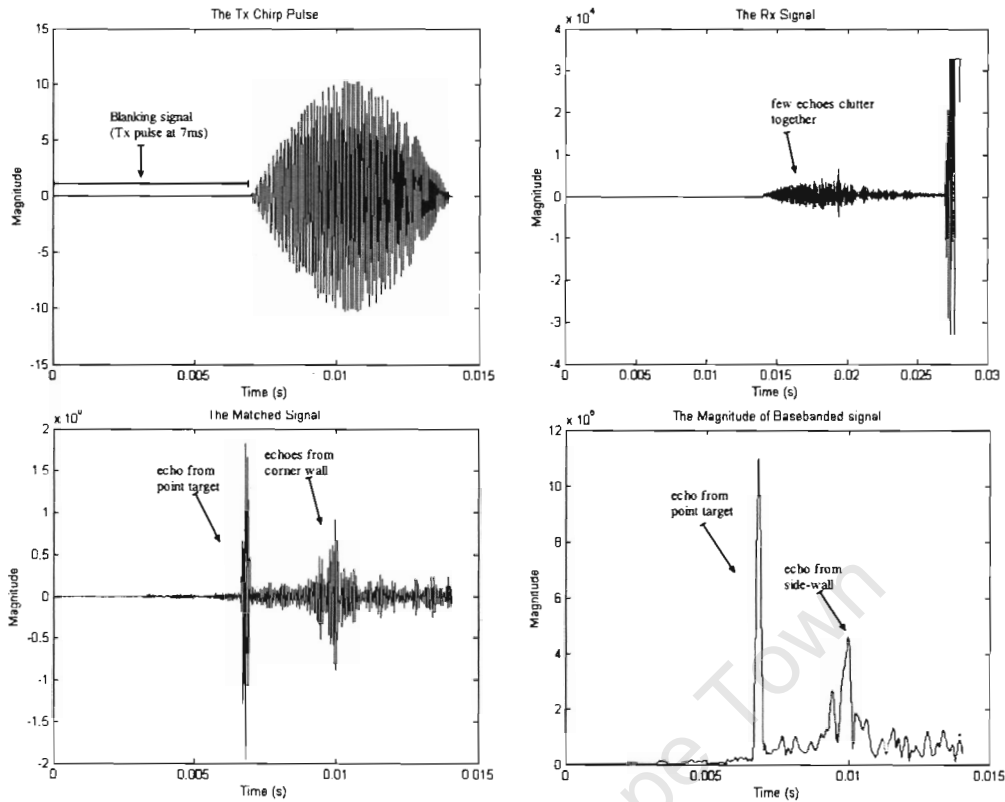 The Tx Chirp Pulse
15
10
5
0
-5
-10
-15
Magnitude
Blanking signal
(Tx pulse at 7ms)
0
0.005
0.01
0.015
Time (s)
The Rx Signal
x 10^4
4
3
2
1
0
-1
-2
-3
-4
Magnitude
few echoes clutter
together
0
0.005
0.01
0.015
0.02
0.025
0.03
Time (s)
The Matched Signal
2
1.5
1
0.5
0
-0.5
-1
-1.5
-2
Magnitude
echo from
point target
echoes from
corner wall
0
0.005
0.01
0.015
Time (s)
The Magnitude of Basebanded signal
12
10
8
6
4
2
0
Magnitude
echo from
point target
echo from
side-wall
0
0.005
0.01
0.015
Time (s)
pe Town